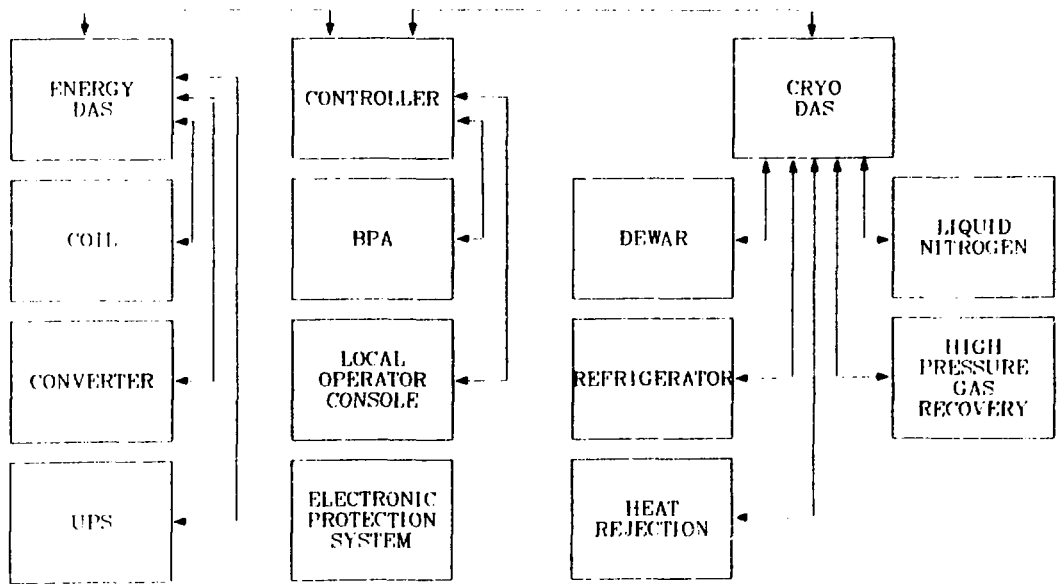 ENERGY
DAS
CONTROLLER
CRYO
DAS
COIL
BPA
DEWAR
LIQUID
NITROGEN
CONVERTER
LOCAL
OPERATOR
CONSOLE
REFRIGERATOR
HIGH
PRESSURE
GAS
RECOVERY
UPS
ELECTRONIC
PROTECTION
SYSTEM
HEAT
REJECTION